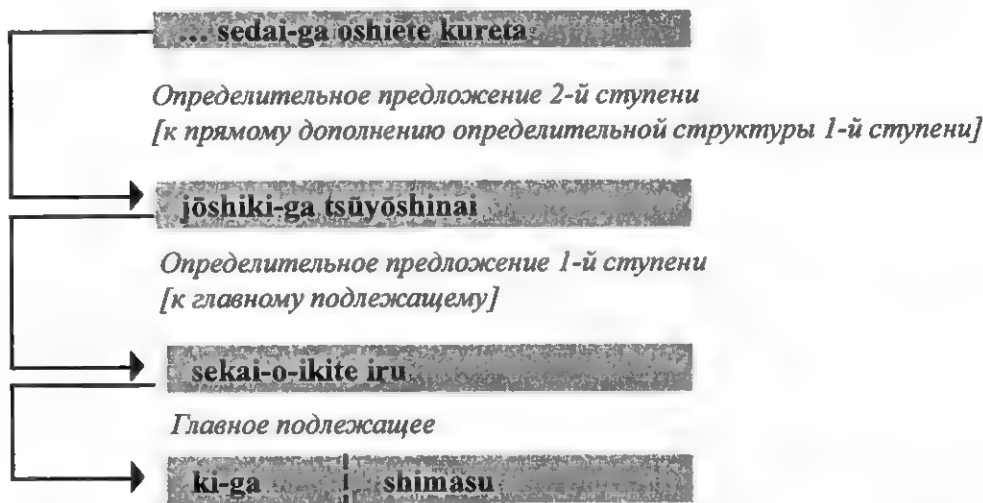 ... sedai-ga oshiete kureta
Определительное предложение 2-й ступени
[к прямому дополнению определительной структуры 1-й ступени]
jōshiki-ga tsūyōshinai
Определительное предложение 1-й ступени
[к главному подлежащему]
sekai-o-ikite iru
Главное подлежащее
ki-ga shimasu